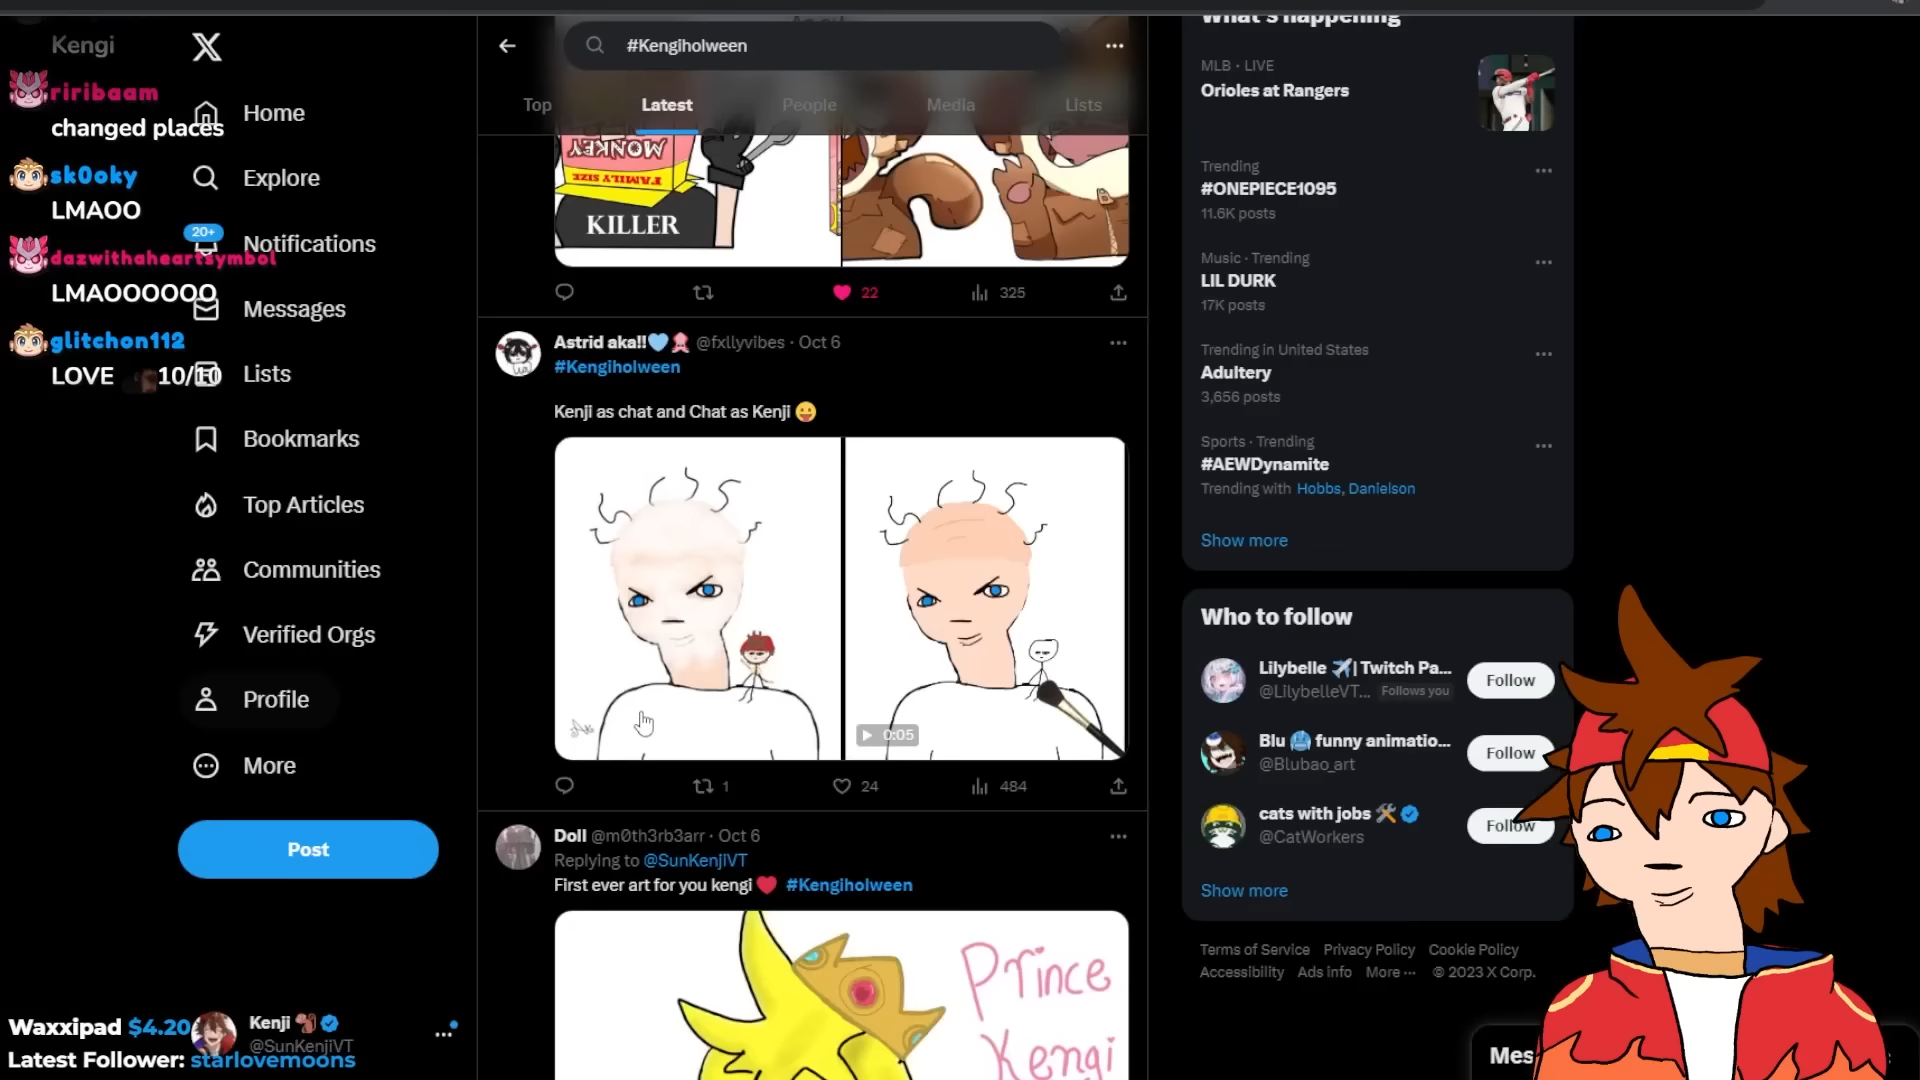 Kengi
riribaam
changed places
sk0oky
LMAOO
dazwithaheartsymbol
LMAOOOOOO
glitchon112
LOVE 10/10
Home
Explore
20+
Notifications
Messages
Lists
Bookmarks
Top Articles
Communities
Verified Orgs
Profile
More
Post
Waxxipad $4.20
Latest Follower: starlovemoons
Kenji
@SunKenjiVT
#Kengiholween
Top
Latest
People
Media
Lists
MONKEY
FAMILY SIZE
KILLER
22
325
Astrid aka!! @fxllyvibes · Oct 6
#Kengiholween
Kenji as chat and Chat as Kenji
0:05
1
24
484
Doll @m0th3rb3arr · Oct 6
Replying to @SunKenjiVT
First ever art for you kengi #Kengiholween
Prince
Kengi
What's happening
MLB · LIVE
Orioles at Rangers
Trending
#ONEPIECE1095
11.6K posts
Music · Trending
LIL DURK
17K posts
Trending in United States
Adultery
3,656 posts
Sports · Trending
#AEWDynamite
Trending with Hobbs, Danielson
Show more
Who to follow
Lilybelle | Twitch Pa...
@LilybelleVT... Follows you
Follow
Blu funny animatio...
@Blubao_art
Follow
cats with jobs
@CatWorkers
Follow
Show more
Terms of Service Privacy Policy Cookie Policy
Accessibility Ads info More ··· © 2023 X Corp.
Mes